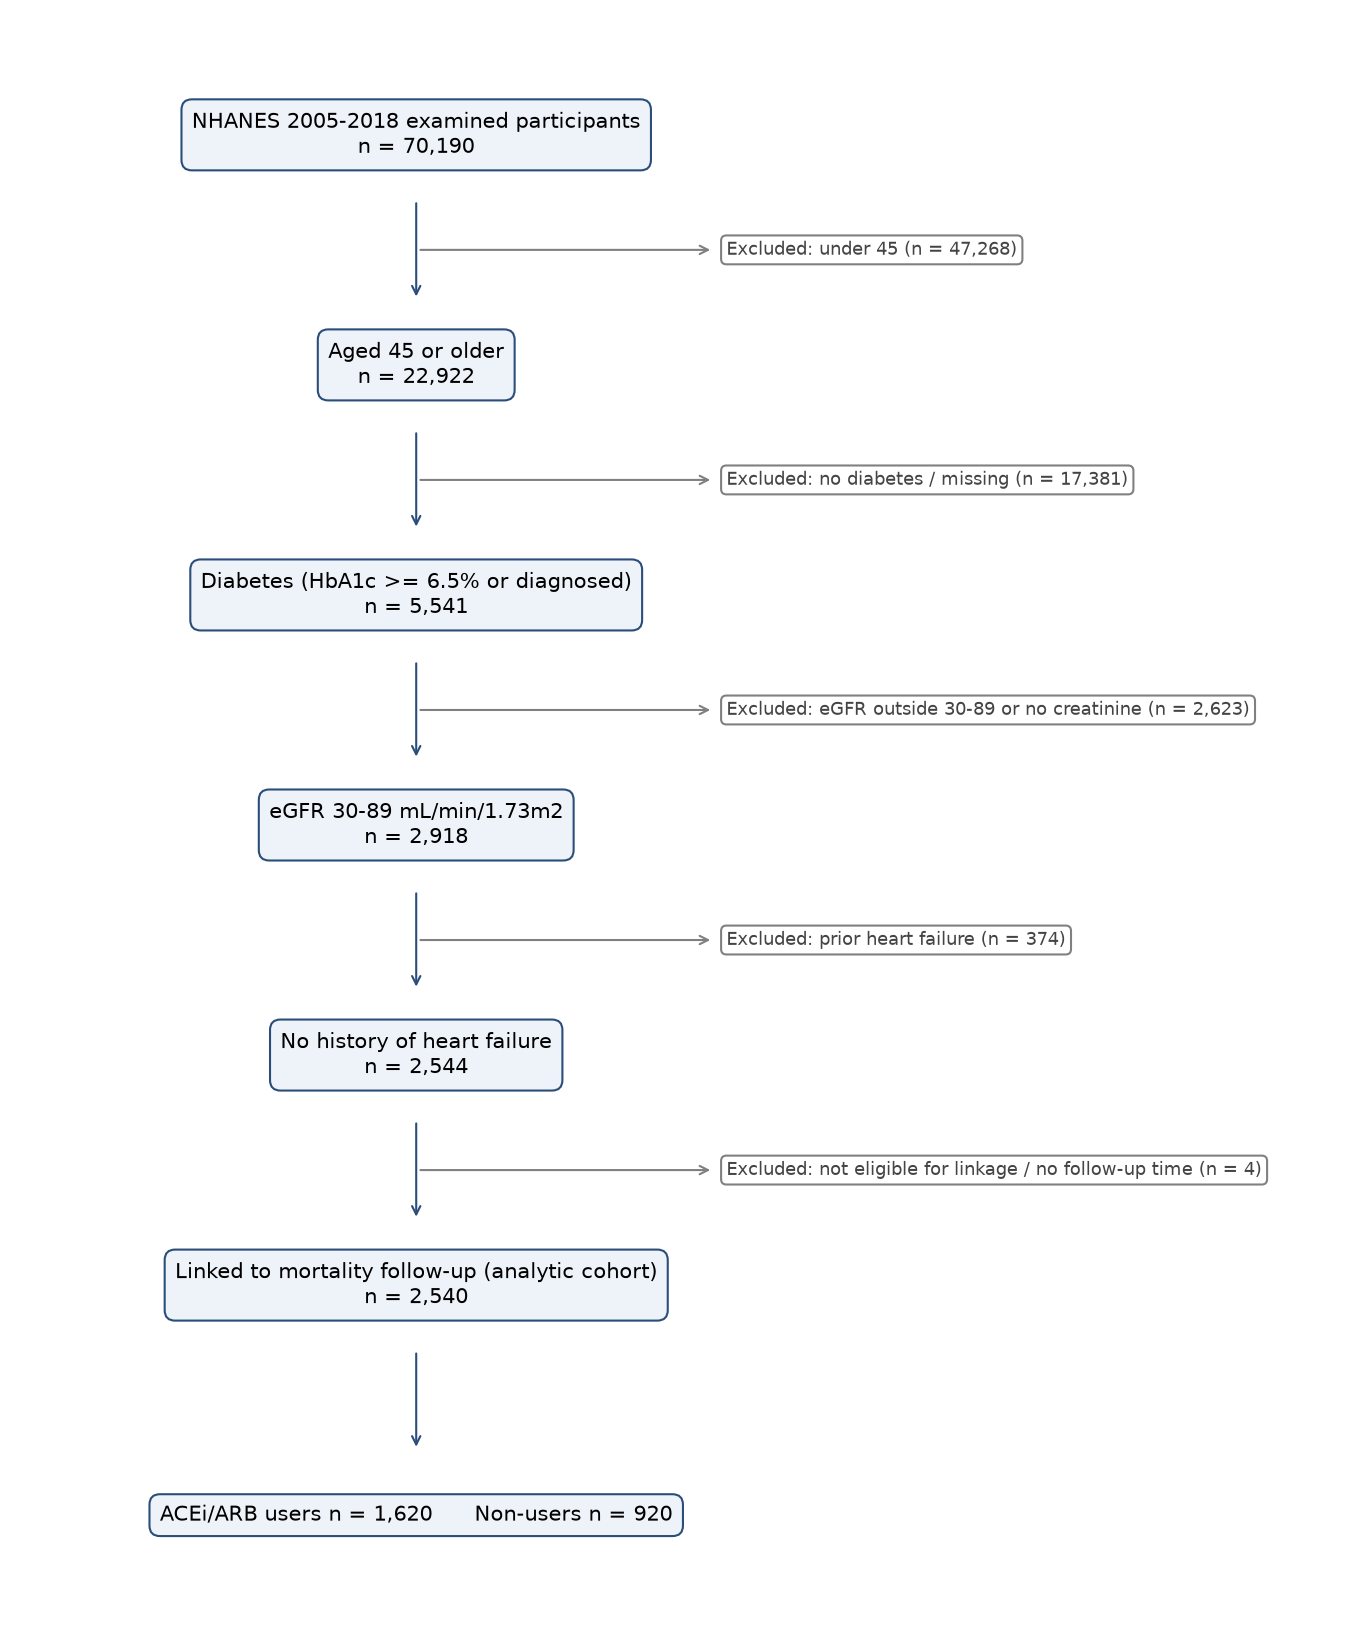 NHANES 2005-2018 examined participants
n = 70,190
Excluded: under 45 (n = 47,268)
Aged 45 or older
n = 22,922
Excluded: no diabetes / missing (n = 17,381)
Diabetes (HbA1c >= 6.5% or diagnosed)
n = 5,541
Excluded: eGFR outside 30-89 or no creatinine (n = 2,623)
eGFR 30-89 mL/min/1.73m2
n = 2,918
Excluded: prior heart failure (n = 374)
No history of heart failure
n = 2,544
Excluded: not eligible for linkage / no follow-up time (n = 4)
Linked to mortality follow-up (analytic cohort)
n = 2,540
ACEi/ARB users n = 1,620 Non-users n = 920